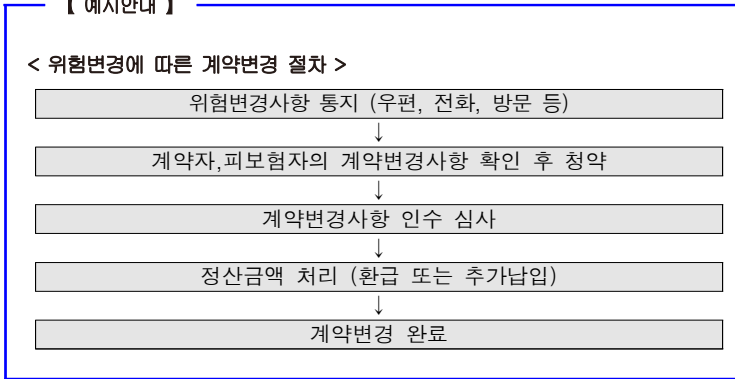 【 예시안내 】
< 위험변경에 따른 계약변경 절차 >
위험변경사항 통지 (우편, 전화, 방문 등)
↓
계약자,피보험자의 계약변경사항 확인 후 청약
↓
계약변경사항 인수 심사
↓
정산금액 처리 (환급 또는 추가납입)
↓
계약변경 완료